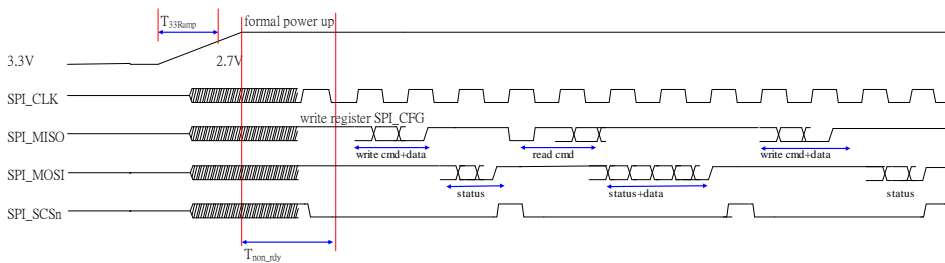 T33Ramp formal power up
3.3V 2.7V
SPI_CLK
write register SPI_CFG
SPI_MISO
write cmd+data read cmd write cmd+data
SPI_MOSI
status status+data status
SPI_SCSn
Tnon_rdy